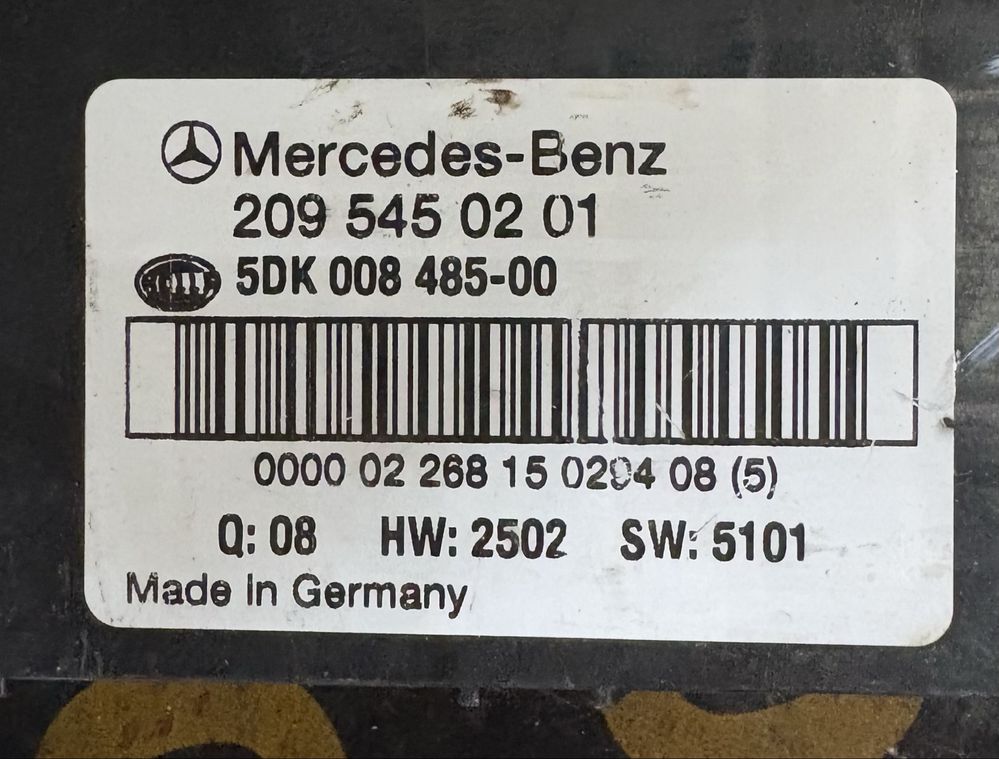 Mercedes-Benz
209 545 02 01
5DK 008 485-00
0000 02 268 15 0294 08 (5)
Q: 08 HW: 2502 SW: 5101
Made In Germany